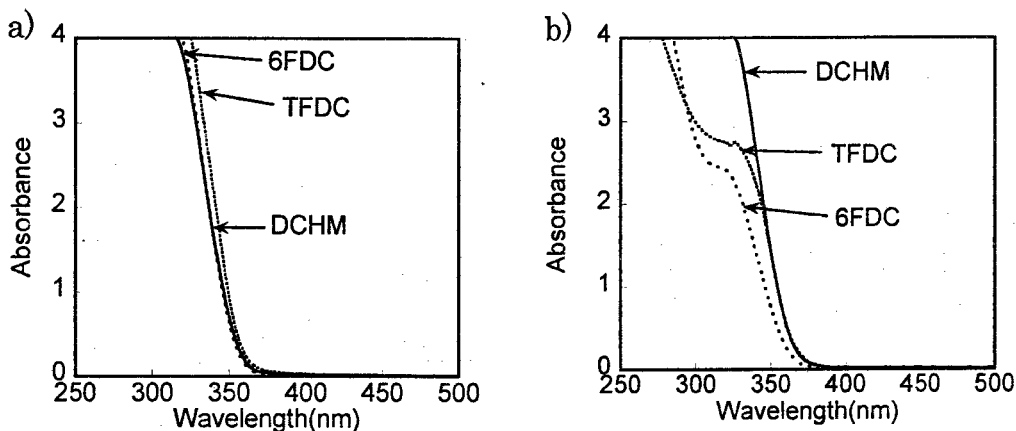 a)
4
3
2
1
0
Absorbance
6FDC
TFDC
DCHM
250 300 350 400 450 500
Wavelength(nm)
b)
4
3
2
1
0
Absorbance
DCHM
TFDC
6FDC
250 300 350 400 450 500
Wavelength(nm)